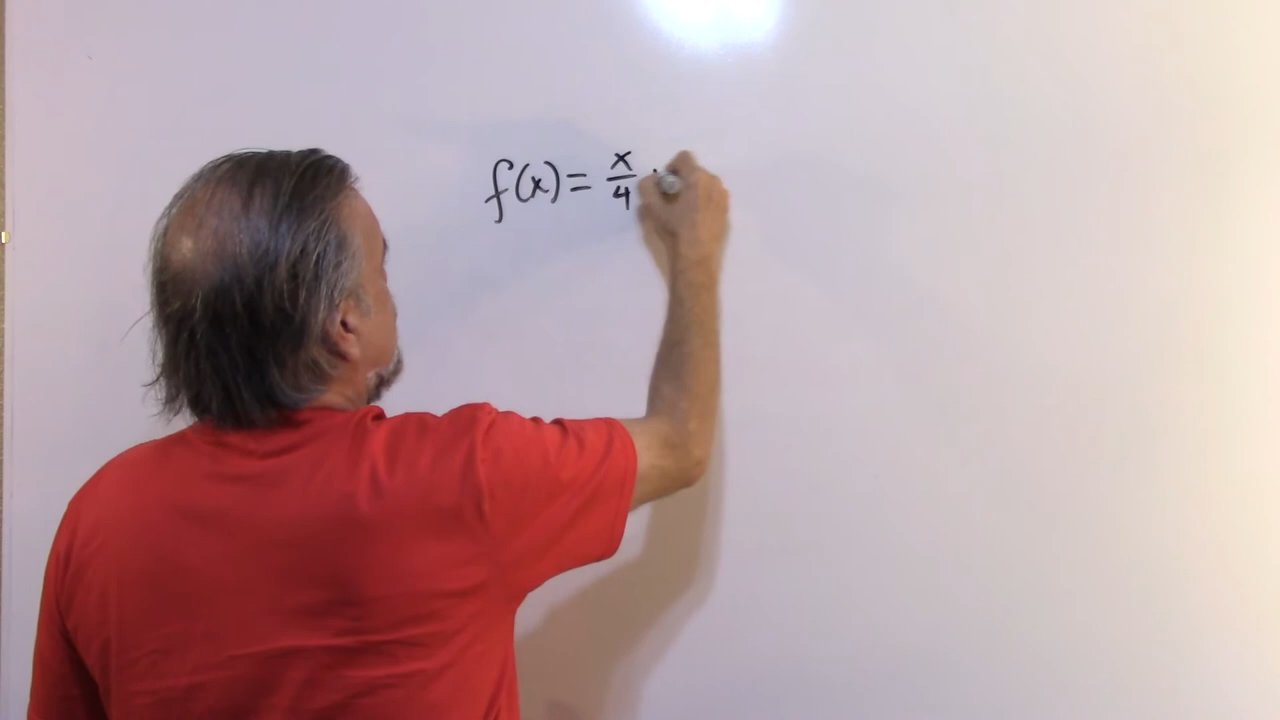 f(x) = x/4